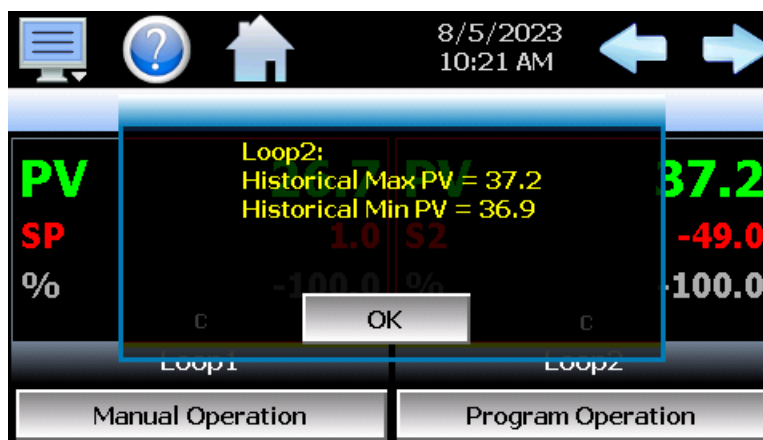 8/5/2023
10:21 AM
Loop2:
Historical Max PV = 37.2
Historical Min PV = 36.9
PV PV 37.2
SP 1.0 S2 -49.0
% -100.0 % -100.0
C OK C
Loop1 Loop2
Manual Operation Program Operation